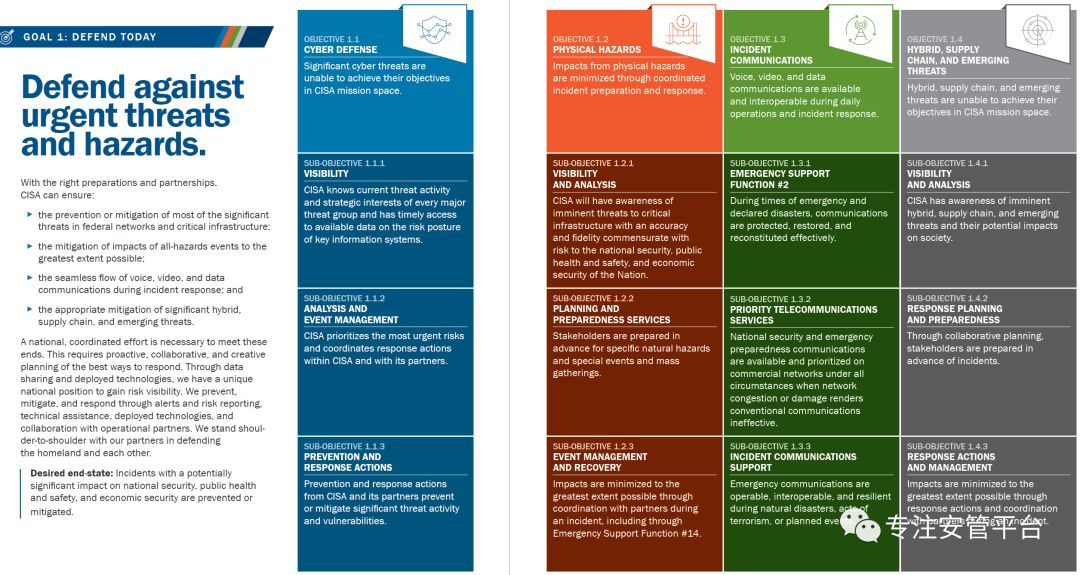 GOAL 1: DEFEND TODAY
Defend against
urgent threats
and hazards.
With the right preparations and partnerships,
CISA can ensure:
the prevention or mitigation of most of the significant
threats in federal networks and critical infrastructure;
the mitigation of impacts of all-hazards events to the
greatest extent possible;
the seamless flow of voice, video, and data
communications during incident response; and
the appropriate mitigation of significant hybrid,
supply chain, and emerging threats.
A national, coordinated effort is necessary to meet these
ends. This requires proactive, collaborative, and creative
planning of the best ways to respond. Through data
sharing and deployed technologies, we have a unique
national position to gain risk visibility. We prevent,
mitigate, and respond through alerts and risk reporting,
technical assistance, deployed technologies, and
collaboration with operational partners. We stand shoul-
der-to-shoulder with our partners in defending
the homeland and each other.
Desired end-state: Incidents with a potentially
significant impact on national security, public health
and safety, and economic security are prevented or
mitigated.
OBJECTIVE 1.1
CYBER DEFENSE
Significant cyber threats are
unable to achieve their objectives
in CISA mission space.
SUB-OBJECTIVE 1.1.1
VISIBILITY
CISA knows current threat activity
and strategic interests of every major
threat group and has timely access
to available data on the risk posture
of key information systems.
SUB-OBJECTIVE 1.1.2
ANALYSIS AND
EVENT MANAGEMENT
CISA prioritizes the most urgent risks
and coordinates response actions
within CISA and with its partners.
SUB-OBJECTIVE 1.1.3
PREVENTION AND
RESPONSE ACTIONS
Prevention and response actions
from CISA and its partners prevent
or mitigate significant threat activity
and vulnerabilities.
OBJECTIVE 1.2
PHYSICAL HAZARDS
Impacts from physical hazards
are minimized through coordinated
incident preparation and response.
SUB-OBJECTIVE 1.2.1
VISIBILITY
AND ANALYSIS
CISA will have awareness of
imminent threats to critical
infrastructure with an accuracy
and fidelity commensurate with
risk to the national security, public
health and safety, and economic
security of the Nation.
SUB-OBJECTIVE 1.2.2
PLANNING AND
PREPAREDNESS SERVICES
Stakeholders are prepared in
advance for specific natural hazards
and special events and mass
gatherings.
SUB-OBJECTIVE 1.2.3
EVENT MANAGEMENT
AND RECOVERY
Impacts are minimized to the
greatest extent possible through
coordination with partners during
an incident, including through
Emergency Support Function #14.
OBJECTIVE 1.3
INCIDENT
COMMUNICATIONS
Voice, video, and data
communications are available
and interoperable during daily
operations and incident response.
SUB-OBJECTIVE 1.3.1
EMERGENCY SUPPORT
FUNCTION #2
During times of emergency and
declared disasters, communications
are protected, restored, and
reconstituted effectively.
SUB-OBJECTIVE 1.3.2
PRIORITY TELECOMMUNICATIONS
SERVICES
National security and emergency
preparedness communications
are available and prioritized on
commercial networks under all
circumstances when network
congestion or damage renders
conventional communications
ineffective.
SUB-OBJECTIVE 1.3.3
INCIDENT COMMUNICATIONS
SUPPORT
Emergency communications are
operable, interoperable, and resilient
during natural disasters, acts of
terrorism, or planned events.
OBJECTIVE 1.4
HYBRID, SUPPLY
CHAIN, AND EMERGING
THREATS
Hybrid, supply chain, and emerging
threats are unable to achieve their
objectives in CISA mission space.
SUB-OBJECTIVE 1.4.1
VISIBILITY
AND ANALYSIS
CISA has awareness of imminent
hybrid, supply chain, and emerging
threats and their potential impacts
on society.
SUB-OBJECTIVE 1.4.2
RESPONSE PLANNING
AND PREPAREDNESS
Through collaborative planning,
stakeholders are prepared in
advance of incidents.
SUB-OBJECTIVE 1.4.3
RESPONSE ACTIONS
AND MANAGEMENT
Impacts are minimized to the
greatest extent possible through
response actions and coordination
with partners during an incident.
专注安管平台